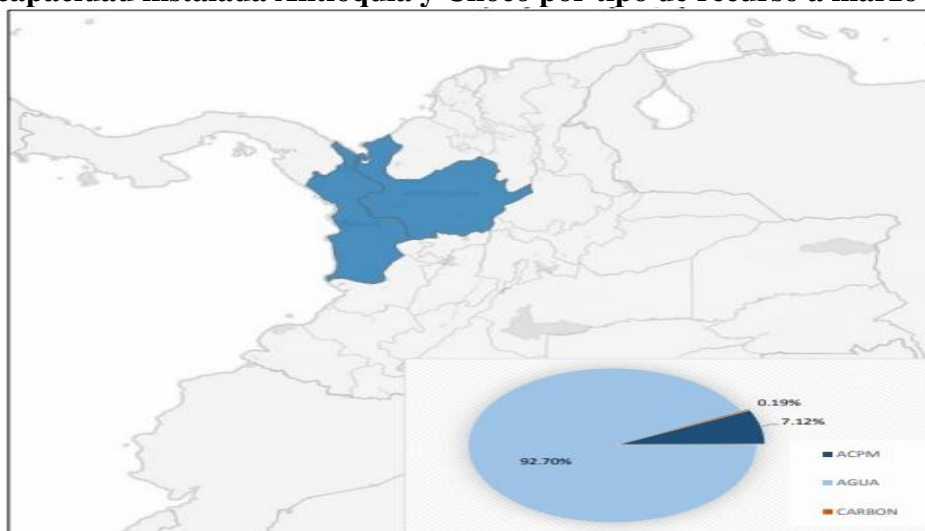 capacidad instalada Antioquia y Chocó por tipo de recurso a marzo
0.19%
7.12%
92.70%
ACPM
AGUA
CARBON